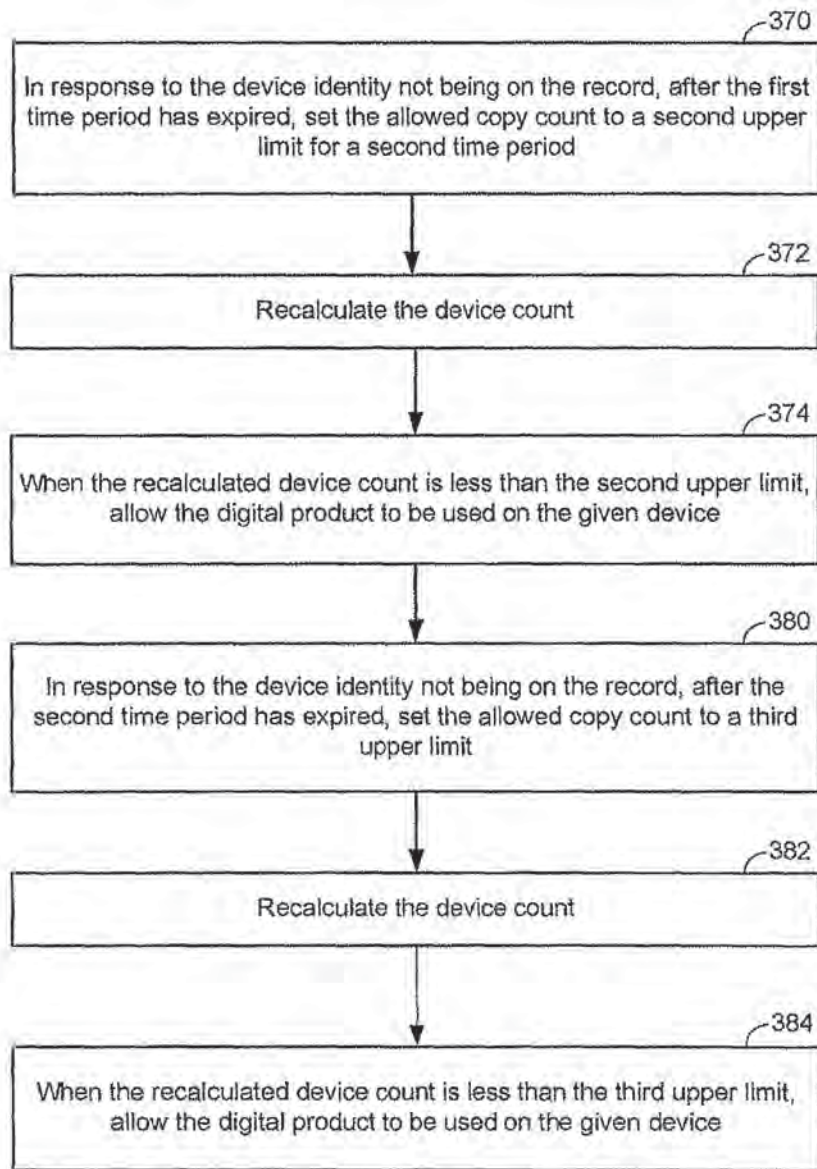 370
In response to the device identity not being on the record, after the first
time period has expired, set the allowed copy count to a second upper
limit for a second time period
372
Recalculate the device count
374
When the recalculated device count is less than the second upper limit,
allow the digital product to be used on the given device
380
In response to the device identity not being on the record, after the
second time period has expired, set the allowed copy count to a third
upper limit
382
Recalculate the device count
384
When the recalculated device count is less than the third upper limit,
allow the digital product to be used on the given device